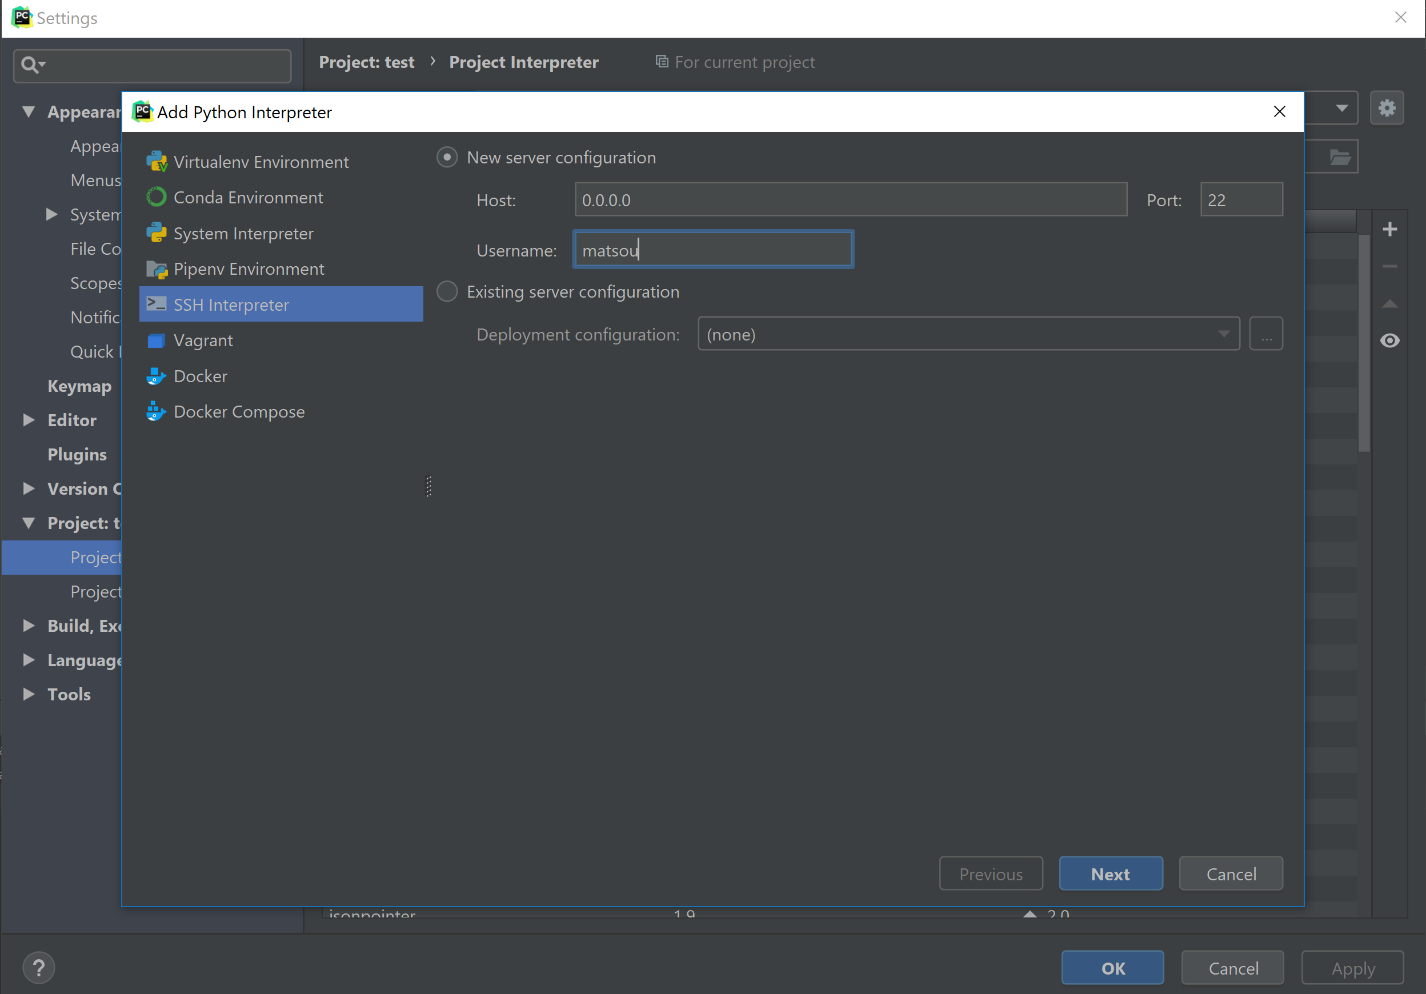 Settings
Project: test › Project Interpreter For current project
Add Python Interpreter
Appearan
Appea
Menus
System
File Co
Scopes
Notific
Quick
Keymap
Editor
Plugins
Version C
Project: t
Project
Project
Build, Exe
Language
Tools
Virtualenv Environment
Conda Environment
System Interpreter
Pipenv Environment
SSH Interpreter
Vagrant
Docker
Docker Compose
New server configuration
Host: 0.0.0.0 Port: 22
Username: matsou
Existing server configuration
Deployment configuration: (none) ...
Previous Next Cancel
jsonpointer 1.9 2.0
? OK Cancel Apply